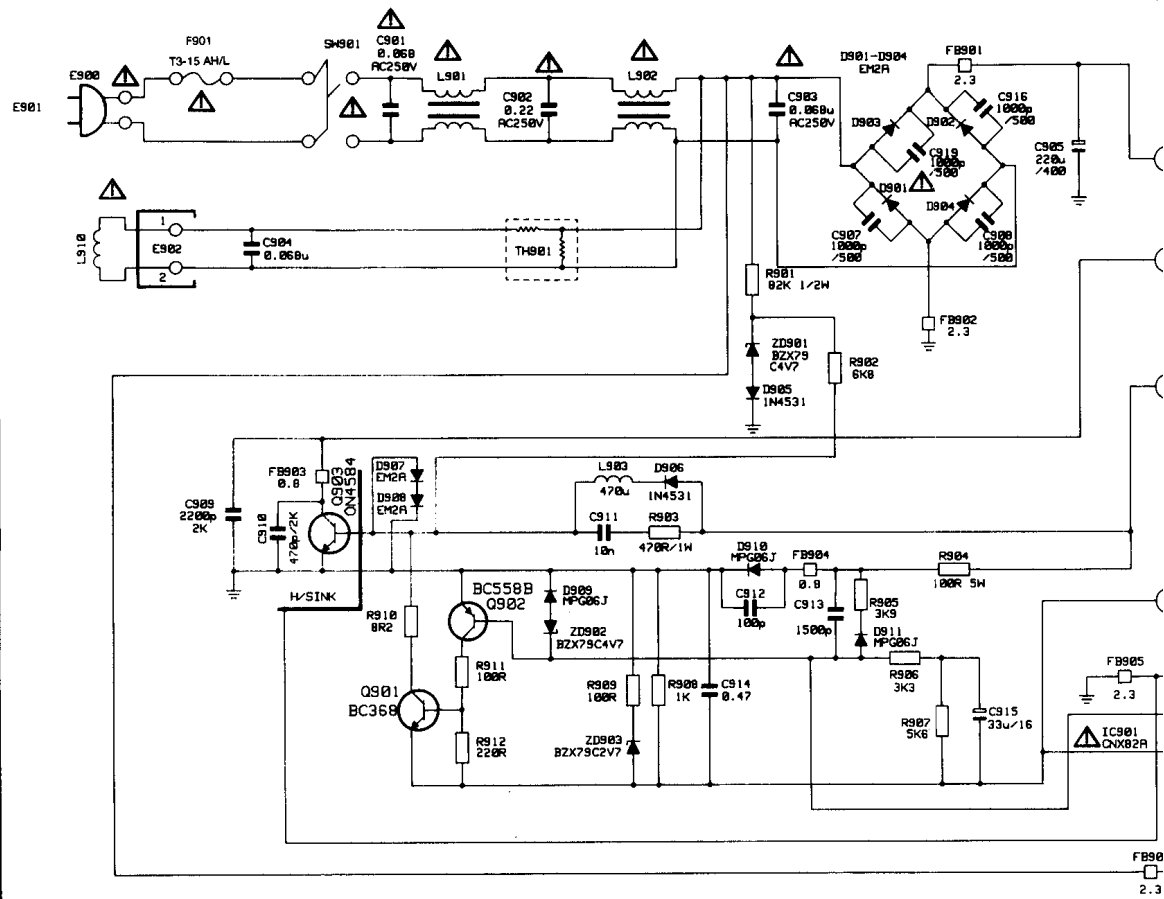 F901
T3-15 AH/L
SW901
C901
0.068
AC250V
L901
C902
0.22
AC250V
L902
C903
0.068u
AC250V
D901-D904
EM2A
FB901
2.3
E900
E901
D903
D902
C916
1000p
/500
C919
1000p
/500
C905
220u
/400
D901
D904
C907
1000p
/500
C908
1000p
/500
L910
1
E902
2
C904
0.068u
TH901
R901
82K 1/2W
FB902
2.3
ZD901
BZX79
C4V7
D905
1N4531
R902
6K8
FB903
0.8
Q903
ON4584
D907
EM2A
D908
EM2A
L903
470u
D906
1N4531
C909
2200p
2K
C910
470p/2K
C911
10n
R903
470R/1W
H/SINK
D910
MPG06J
FB904
0.8
R904
100R 5W
BC558B
Q902
D909
MPG06J
C912
100p
C913
1500p
R905
3K9
R910
8R2
ZD902
BZX79C4V7
D911
MPG06J
R911
100R
R909
100R
R908
1K
C914
0.47
R906
3K3
FB905
2.3
Q901
BC368
R912
220R
ZD903
BZX79C2V7
R907
5K6
C915
33u/16
IC901
CNX82A
FB90
2.3